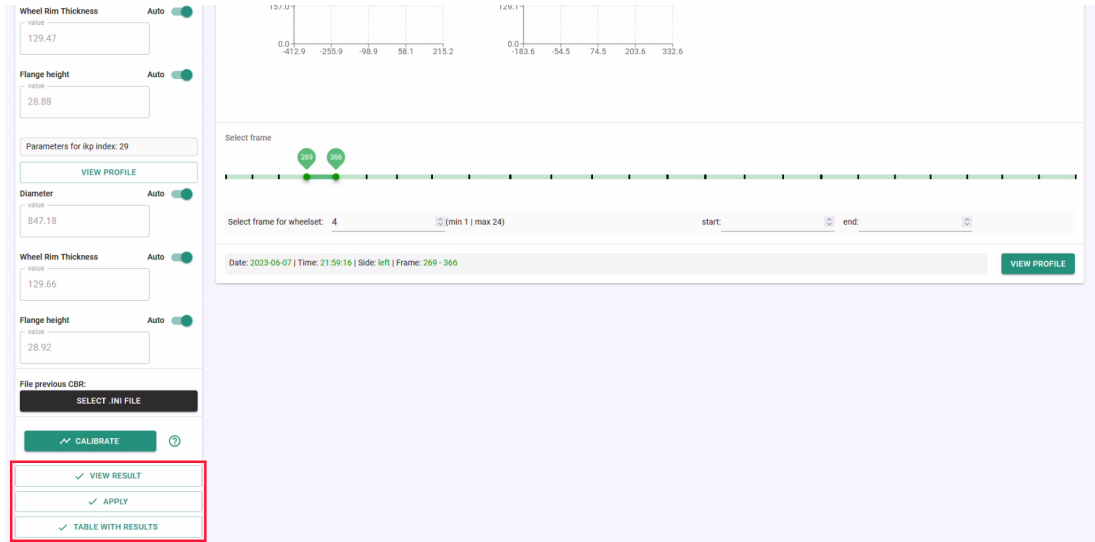 Wheel Rim Thickness Auto
value
129.47
Flange height Auto
value
28.88
Parameters for ikp index: 29
VIEW PROFILE
Diameter Auto
value
847.18
Wheel Rim Thickness Auto
value
129.66
Flange height Auto
value
28.92
File previous CBR:
SELECT .INI FILE
CALIBRATE
VIEW RESULT
APPLY
TABLE WITH RESULTS
157.0
0.0
-412.9 -255.9 -98.9 58.1 215.2
129.1
0.0
-183.6 -54.5 74.5 203.6 332.6
Select frame
269 366
Select frame for wheelset: 4 (min 1 | max 24) start: end:
Date: 2023-06-07 | Time: 21:59:16 | Side: left | Frame: 269 - 366
VIEW PROFILE